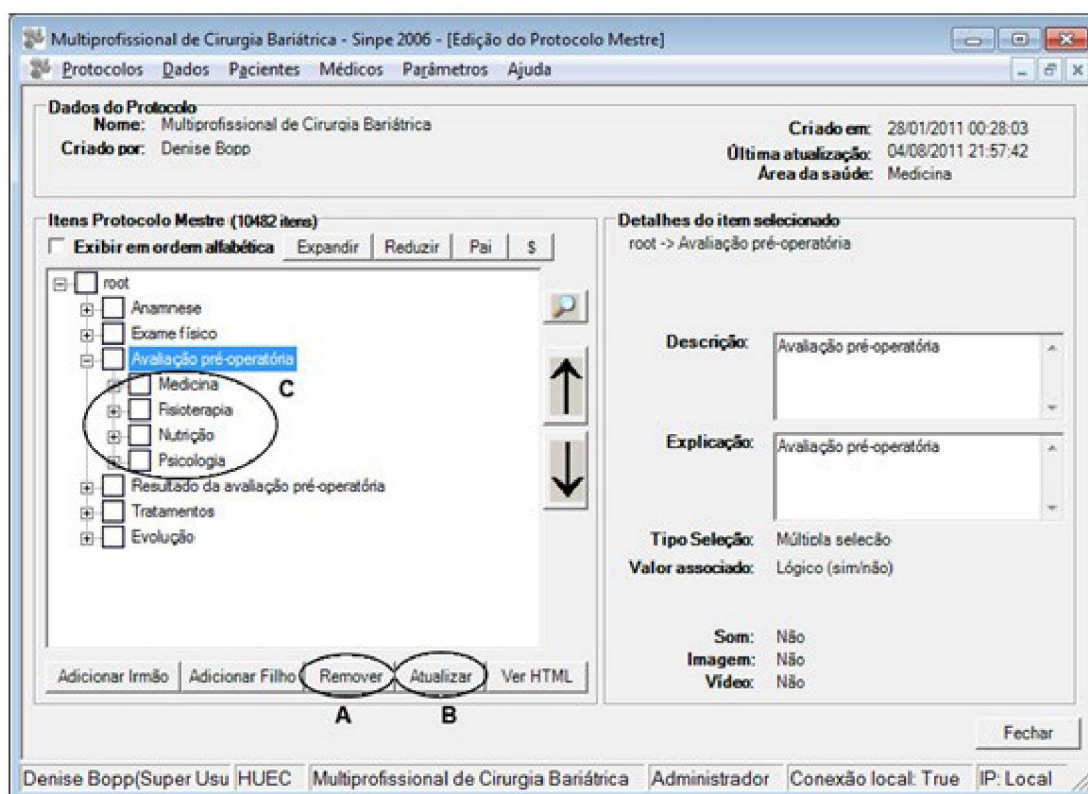 Multiprofissional de Cirurgia Bariátrica - Sinpe 2006 - [Edição do Protocolo Mestre]
Protocolos Dados Pacientes Médicos Parâmetros Ajuda
Dados do Protocolo
Nome: Multiprofissional de Cirurgia Bariátrica
Criado por: Denise Bopp
Criado em: 28/01/2011 00:28:03
Última atualização: 04/08/2011 21:57:42
Área da saúde: Medicina
Itens Protocolo Mestre (10482 itens)
Exibir em ordem alfabética Expandir Reduzir Pai $
root
Anamnese
Exame físico
Avaliação pré-operatória
Medicina
C
Fisioterapia
Nutrição
Psicologia
Resultado da avaliação pré-operatória
Tratamentos
Evolução
Adicionar Irmão Adicionar Filho Remover Atualizar Ver HTML
A B
Detalhes do item selecionado
root -> Avaliação pré-operatória
Descrição: Avaliação pré-operatória
Explicação: Avaliação pré-operatória
Tipo Seleção: Múltipla selecão
Valor associado: Lógico (sim/não)
Som: Não
Imagem: Não
Vídeo: Não
Fechar
Denise Bopp(Super Usu HUEC Multiprofissional de Cirurgia Bariátrica Administrador Conexão local: True IP: Local